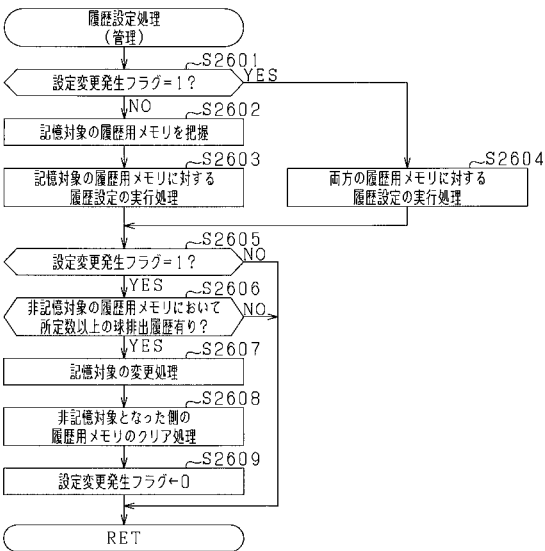 履歴設定処理
(管理)
S2601
設定変更発生フラグ=1?
YES
NO
S2602
記憶対象の履歴用メモリを把握
S2603
記憶対象の履歴用メモリに対する
履歴設定の実行処理
S2604
両方の履歴用メモリに対する
履歴設定の実行処理
S2605
設定変更発生フラグ=1?
NO
YES
S2606
非記憶対象の履歴用メモリにおいて
所定数以上の球排出履歴有り?
NO
YES
S2607
記憶対象の変更処理
S2608
非記憶対象となった側の
履歴用メモリのクリア処理
S2609
設定変更発生フラグ←0
RET